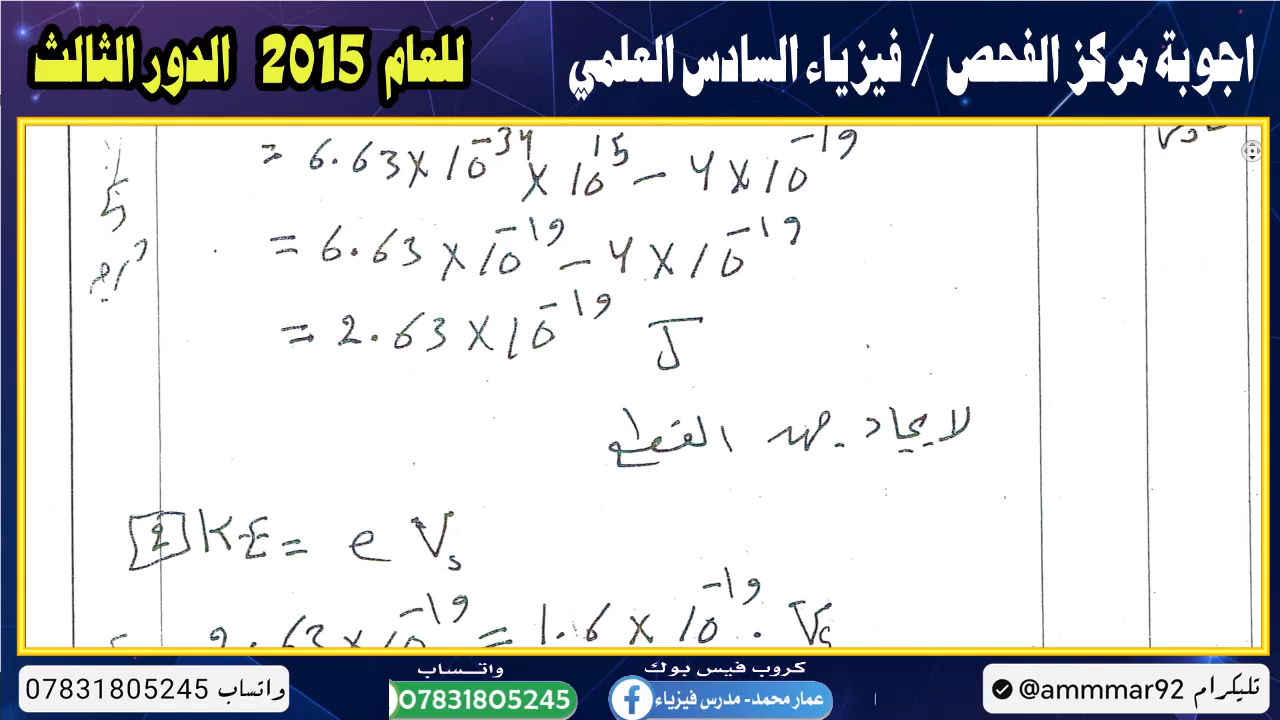 اجوبة مركز الفحص / فيزياء السادس العلمي للعام 2015 الدور الثالث
= 6.63 × 10^-34 × 10^15 - 4 × 10^-19
= 6.63 × 10^-19 - 4 × 10^-19
= 2.63 × 10^-19 J
لايجاد جهد القطع
KE = e Vs
2.63 × 10^-19 = 1.6 × 10^-19 . Vs
واتساب 07831805245
واتساب
07831805245
كروب فيس بوك
عمار محمد- مدرس فيزياء
تليكرام @ammmar92